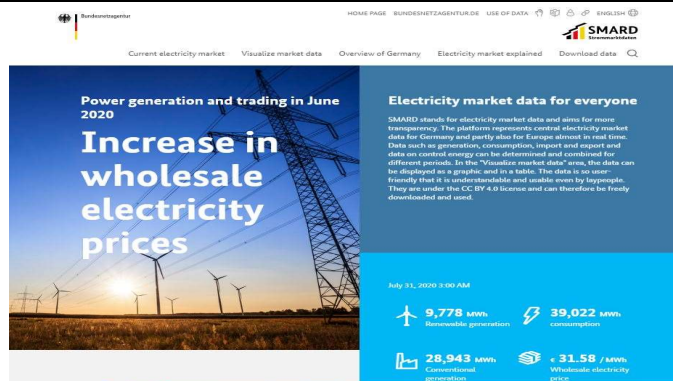 Bundesnetzagentur
HOME PAGE BUNDESNETZAGENTUR.DE USE OF DATA ENGLISH
SMARD
Strommarktdaten
Current electricity market Visualize market data Overview of Germany Electricity market explained Download data
Power generation and trading in June
2020
Increase in
wholesale
electricity
prices
Electricity market data for everyone
SMARD stands for electricity market data and aims for more
transparency. The platform represents central electricity market
data for Germany and partly also for Europe almost in real time.
Data such as generation, consumption, import and export and
data on control energy can be determined and combined for
different periods. In the "Visualize market data" area, the data can
be displayed as a graphic and in a table. The data is so user-
friendly that it is understandable and usable even by laypeople.
They are under the CC BY 4.0 license and can therefore be freely
downloaded and used.
July 31, 2020 3:00 AM
9,778 MWh
Renewable generation
39,022 MWh
consumption
28,943 MWh
Conventional
generation
€ 31.58 / MWh
Wholesale electricity
price